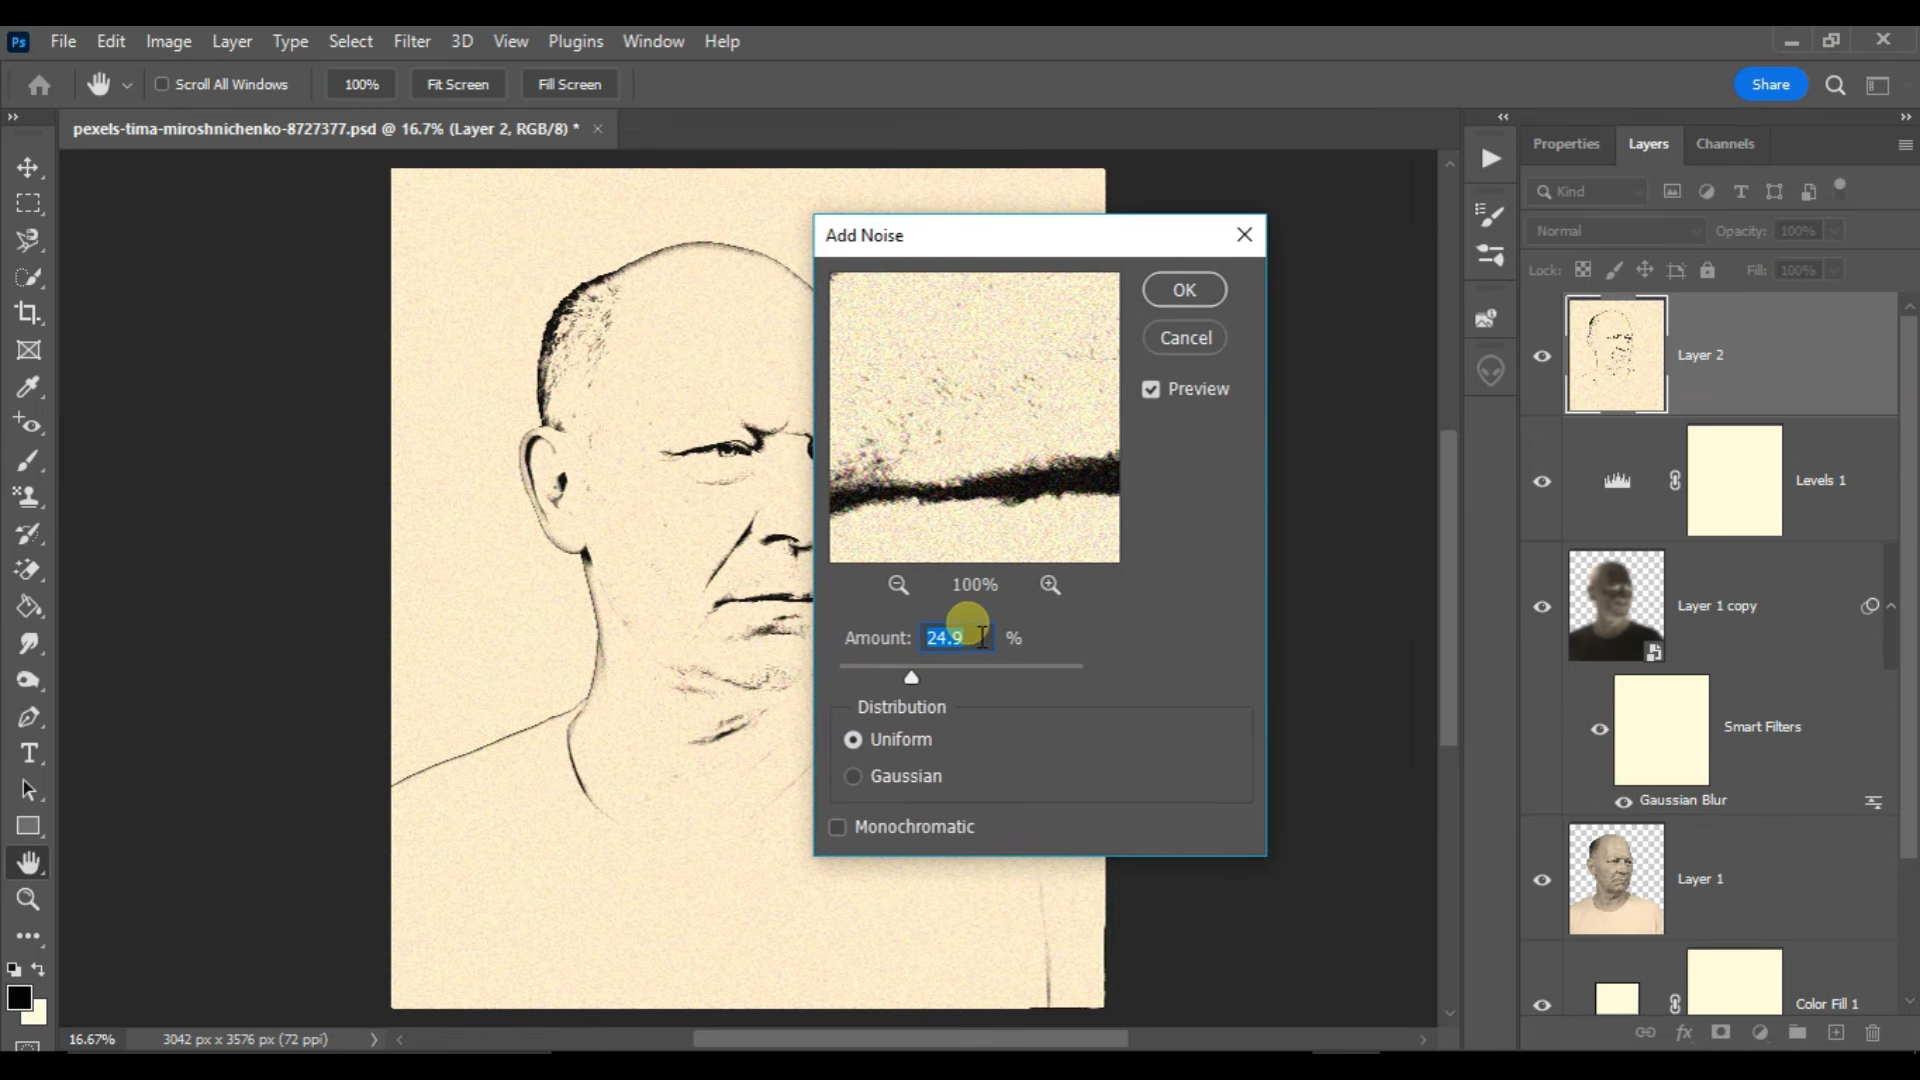 Ps File Edit Image Layer Type Select Filter 3D View Plugins Window Help
Scroll All Windows 100% Fit Screen Fill Screen Share
pexels-tima-miroshnichenko-8727377.psd @ 16.7% (Layer 2, RGB/8) *
Properties Layers Channels
Kind
Normal Opacity: 100%
Lock: Fill: 100%
Layer 2
Levels 1
Layer 1 copy
Smart Filters
Gaussian Blur
Layer 1
Color Fill 1
Add Noise
OK
Cancel
Preview
100%
Amount: 24.9 %
Distribution
Uniform
Gaussian
Monochromatic
16.67% 3042 px x 3576 px (72 ppi)